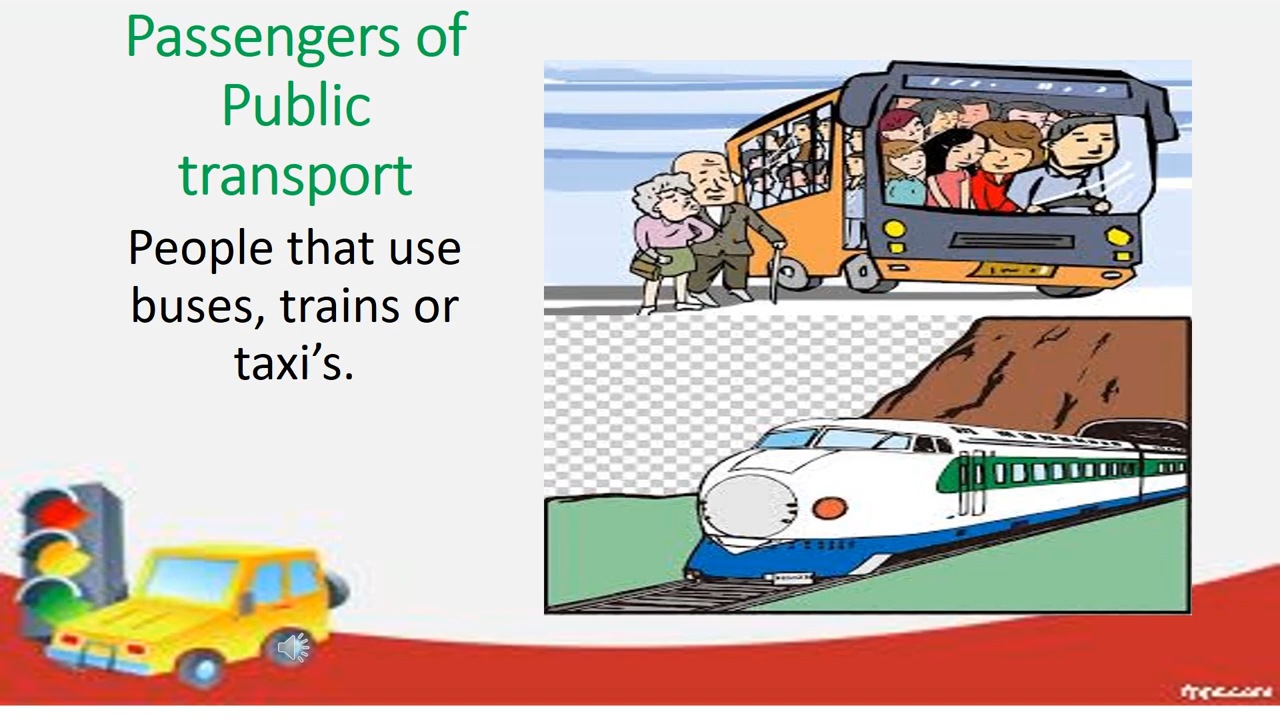 Passengers of
Public
transport
People that use
buses, trains or
taxi’s.